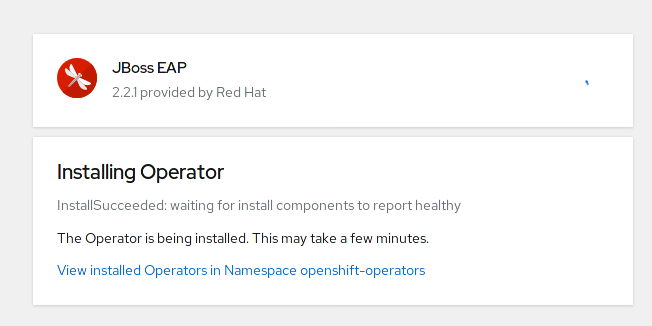 JBoss EAP
2.2.1 provided by Red Hat
Installing Operator
InstallSucceeded: waiting for install components to report healthy
The Operator is being installed. This may take a few minutes.
View installed Operators in Namespace openshift-operators